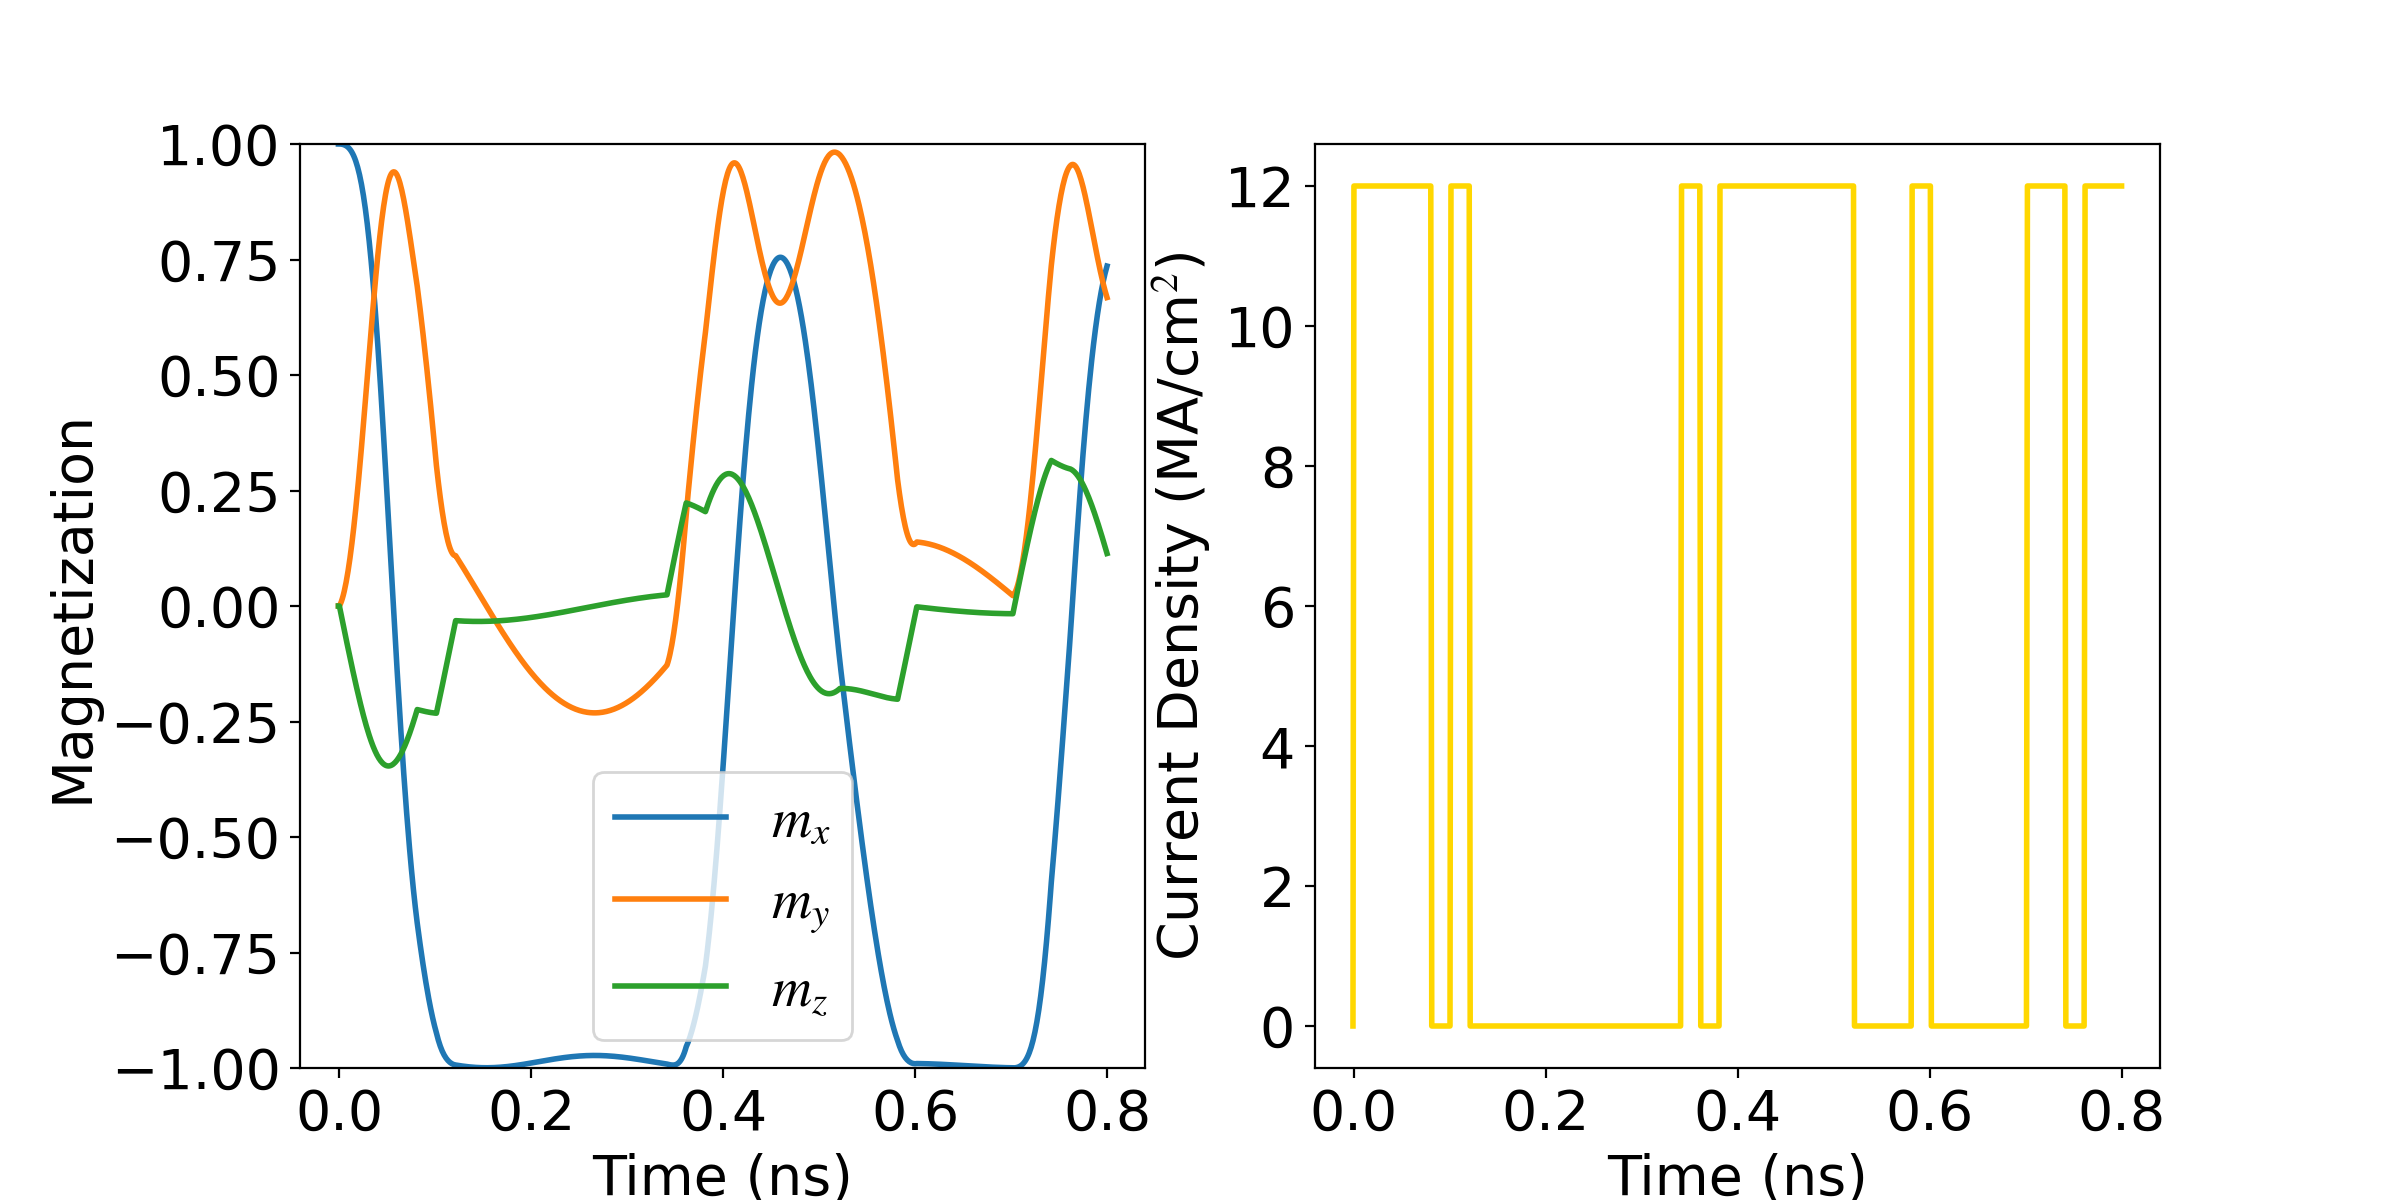 Magnetization
1.00
0.75
0.50
0.25
0.00
−0.25
−0.50
−0.75
−1.00
0.0 0.2 0.4 0.6 0.8
Time (ns)
m_x
m_y
m_z
Current Density (MA/cm²)
12
10
8
6
4
2
0
0.0 0.2 0.4 0.6 0.8
Time (ns)